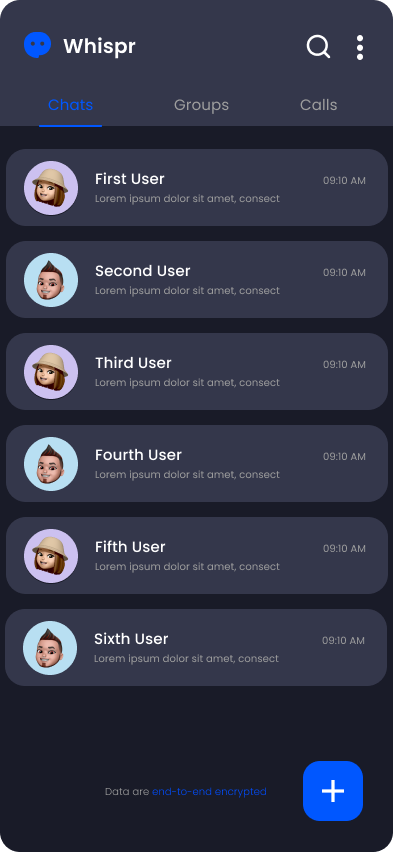 Whispr
Chats Groups Calls
First User 09:10 AM
Lorem ipsum dolor sit amet, consect
Second User 09:10 AM
Lorem ipsum dolor sit amet, consect
Third User 09:10 AM
Lorem ipsum dolor sit amet, consect
Fourth User 09:10 AM
Lorem ipsum dolor sit amet, consect
Fifth User 09:10 AM
Lorem ipsum dolor sit amet, consect
Sixth User 09:10 AM
Lorem ipsum dolor sit amet, consect
Data are end-to-end encrypted